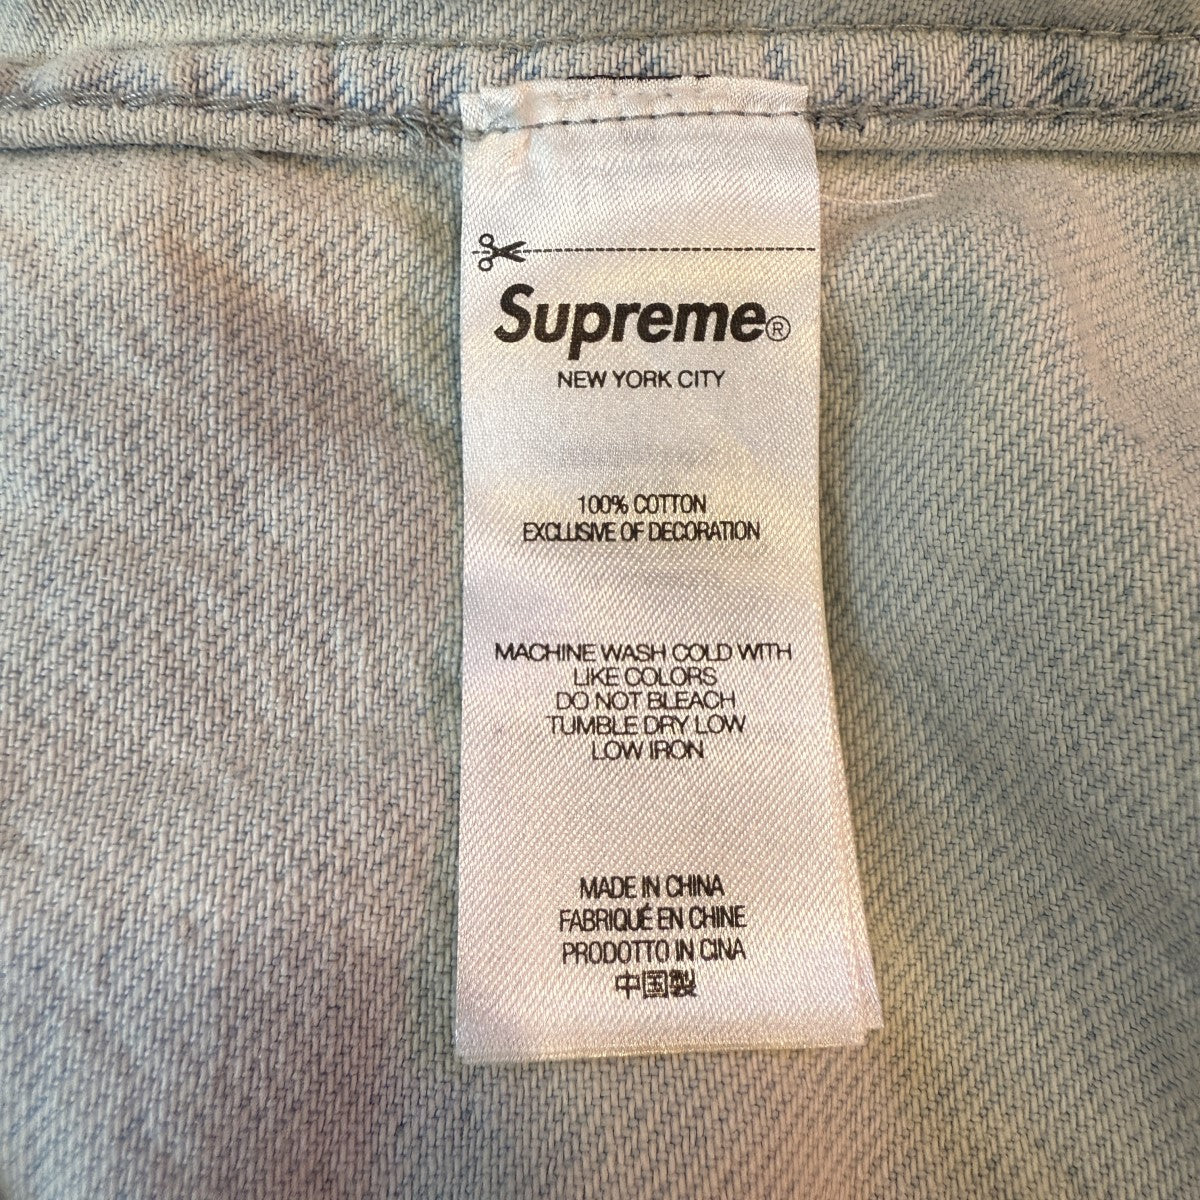 Supreme®
NEW YORK CITY
100% COTTON
EXCLUSIVE OF DECORATION
MACHINE WASH COLD WITH
LIKE COLORS
DO NOT BLEACH
TUMBLE DRY LOW
LOW IRON
MADE IN CHINA
FABRIQUÉ EN CHINE
PRODOTTO IN CINA
中国製